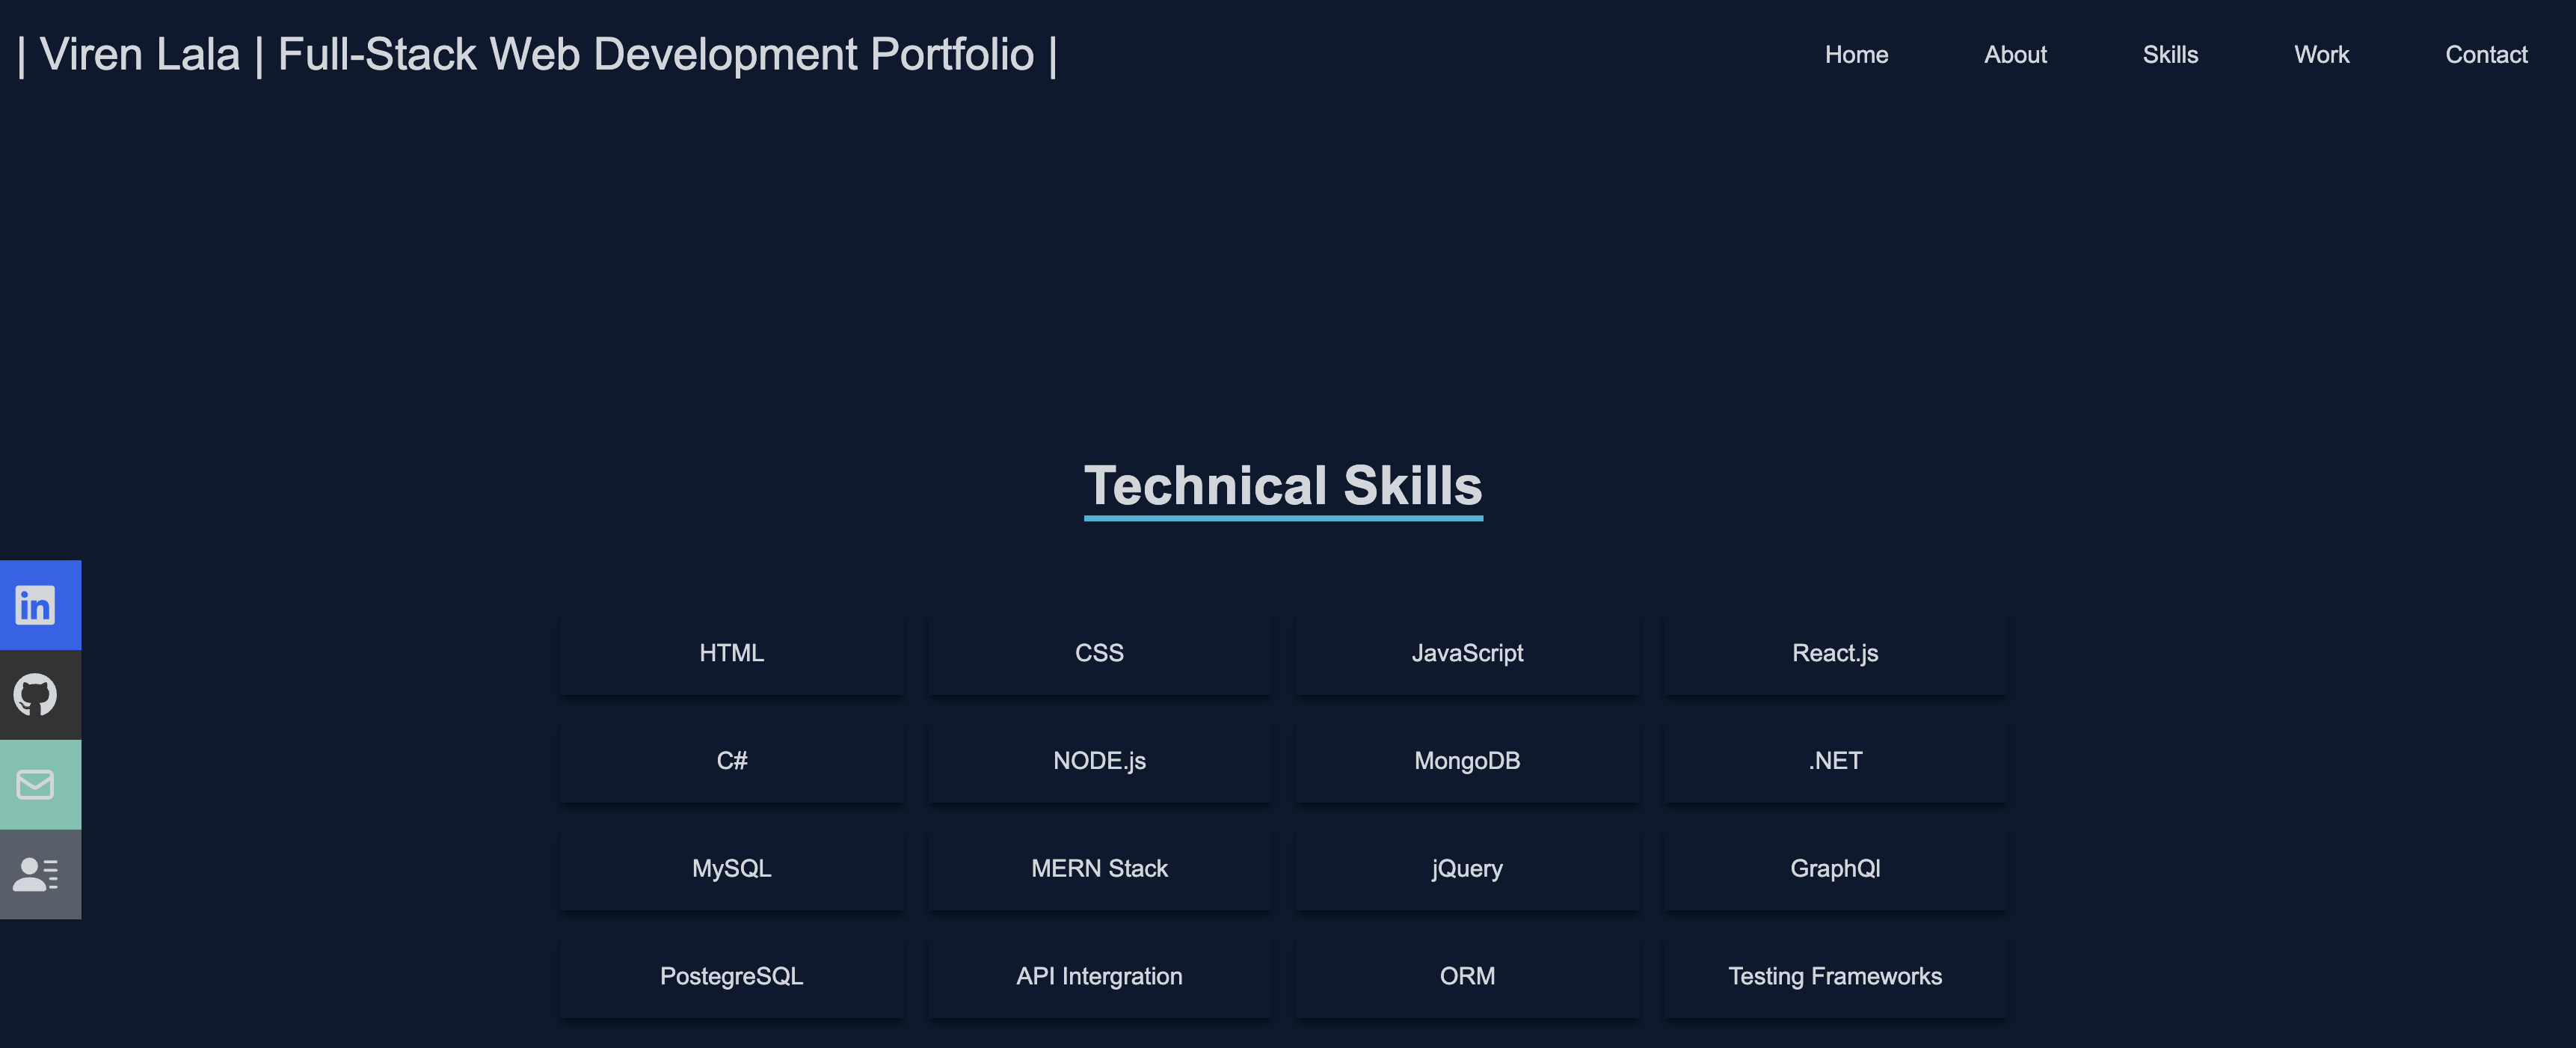 | Viren Lala | Full-Stack Web Development Portfolio |
Home
About
Skills
Work
Contact
Technical Skills
in
HTML
CSS
JavaScript
React.js
C#
NODE.js
MongoDB
.NET
MySQL
MERN Stack
jQuery
GraphQl
PostegreSQL
API Intergration
ORM
Testing Frameworks